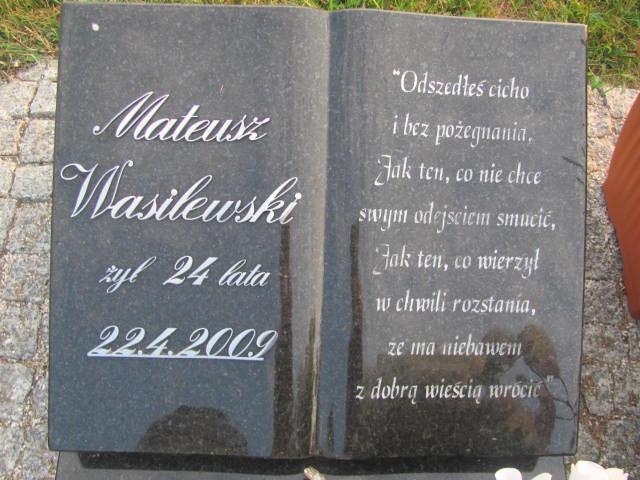 Mateusz
Wasilewski
żył 24 lata
22.4.2009
"Odszedłeś cicho
i bez pożegnania,
Jak ten, co nie chce
swym odejściem smucić,
Jak ten, co wierzył
w chwili rozstania,
że ma niebawem
z dobrą wieścią wrócić"